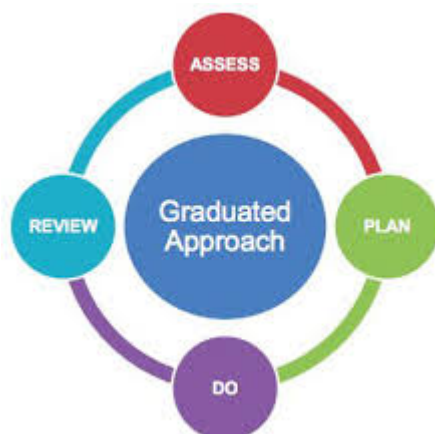 ASSESS
REVIEW
Graduated
Approach
PLAN
DO